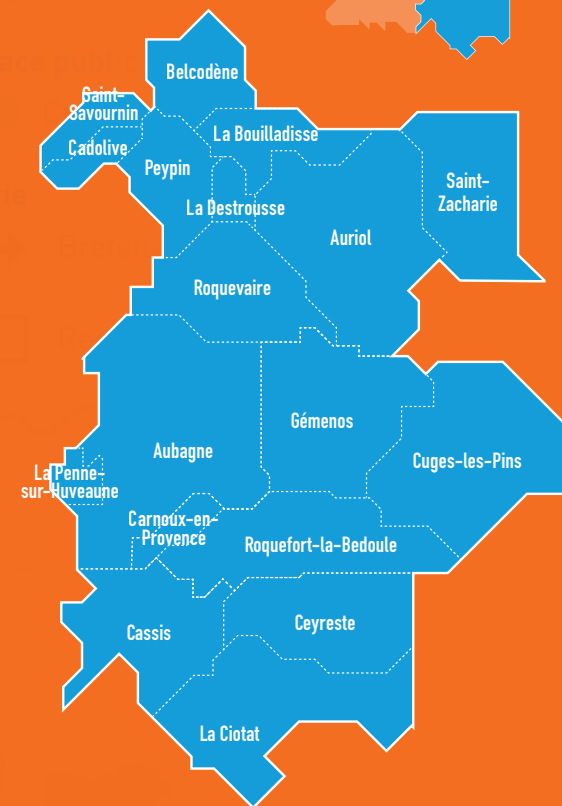 Belcodène
Saint-
Savournin
Cadolive
La Bouilladisse
Peypin
Saint-
Zacharie
La Destrousse
Auriol
Roquevaire
Gémenos
Aubagne
Cuges-les-Pins
La Penne-
sur-Huveaune
Carnoux-en-
Provence
Roquefort-la-Bedoule
Ceyreste
Cassis
La Ciotat